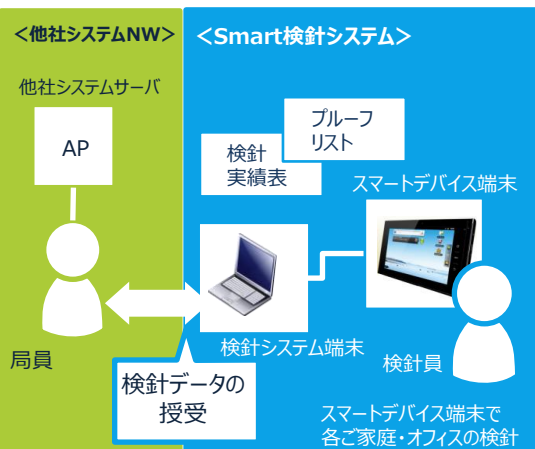 ＜他社システムNW＞
＜Smart検針システム＞
他社システムサーバ
AP
プルーフ
リスト
検針
実績表
スマートデバイス端末
検針システム端末
局員
検針員
検針データの
授受
スマートデバイス端末で
各ご家庭・オフィスの検針